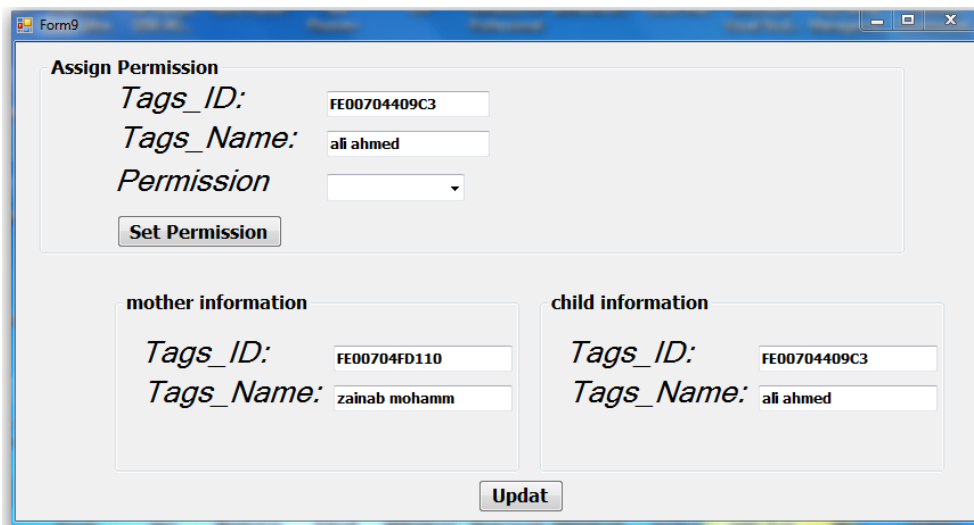 Form9
Assign Permission
Tags_ID: FE00704409C3
Tags_Name: ali ahmed
Permission
Set Permission
mother information
Tags_ID: FE00704FD110
Tags_Name: zainab mohamm
child information
Tags_ID: FE00704409C3
Tags_Name: ali ahmed
Updat